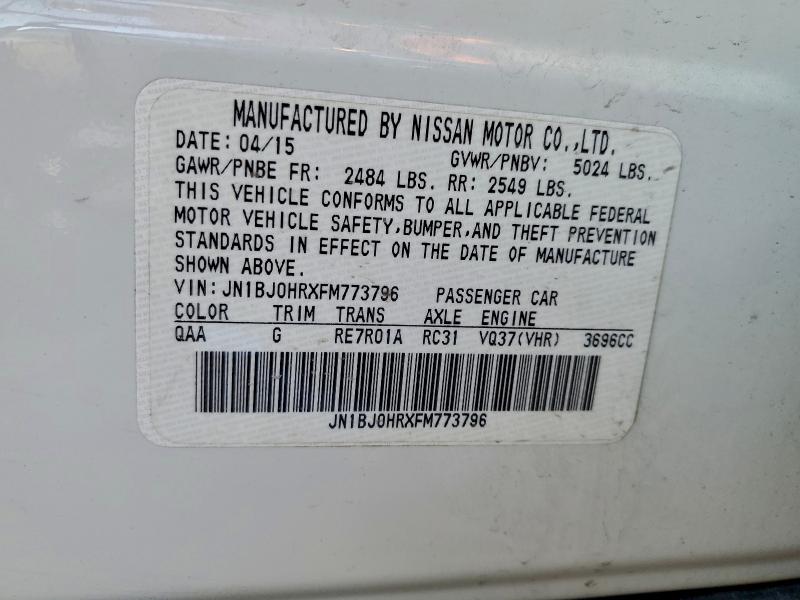 MANUFACTURED BY NISSAN MOTOR CO.,LTD.
DATE: 04/15 GVWR/PNBV: 5024 LBS.
GAWR/PNBE FR: 2484 LBS. RR: 2549 LBS.
THIS VEHICLE CONFORMS TO ALL APPLICABLE FEDERAL
MOTOR VEHICLE SAFETY,BUMPER,AND THEFT PREVENTION
STANDARDS IN EFFECT ON THE DATE OF MANUFACTURE
SHOWN ABOVE.
VIN:JN1BJ0HRXFM773796 PASSENGER CAR
COLOR TRIM TRANS AXLE ENGINE
QAA G RE7R01A RC31 VQ37(VHR) 3696CC
JN1BJ0HRXFM773796